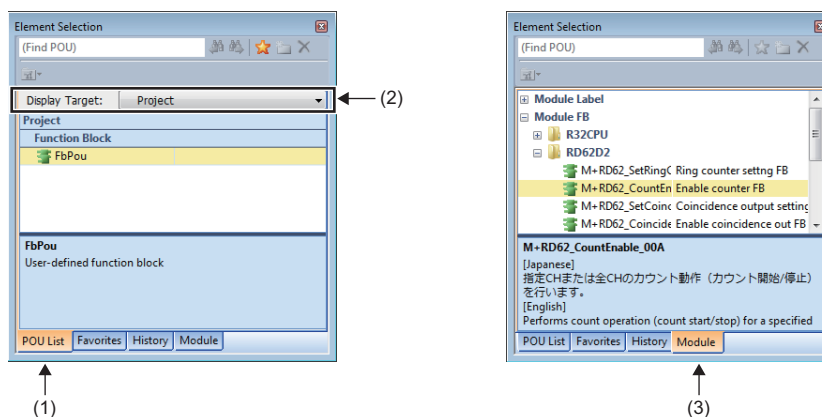 Element Selection
(Find POU)
Display Target: Project
(2)
Project
Function Block
FbPou
FbPou
User-defined function block
POU List Favorites History Module
(1)
Element Selection
(Find POU)
Module Label
Module FB
R32CPU
RD62D2
M+RD62_SetRingC Ring counter settng FB
M+RD62_CountEn Enable counter FB
M+RD62_SetCoinc Coincidence output setting
M+RD62_Coincide Enable coincidence out FB
M+RD62_CountEnable_00A
[Japanese]
指定CHまたは全CHのカウント動作（カウント開始/停止）
を行います。
[English]
Performs count operation (count start/stop) for a specified
POU List Favorites History Module
(3)